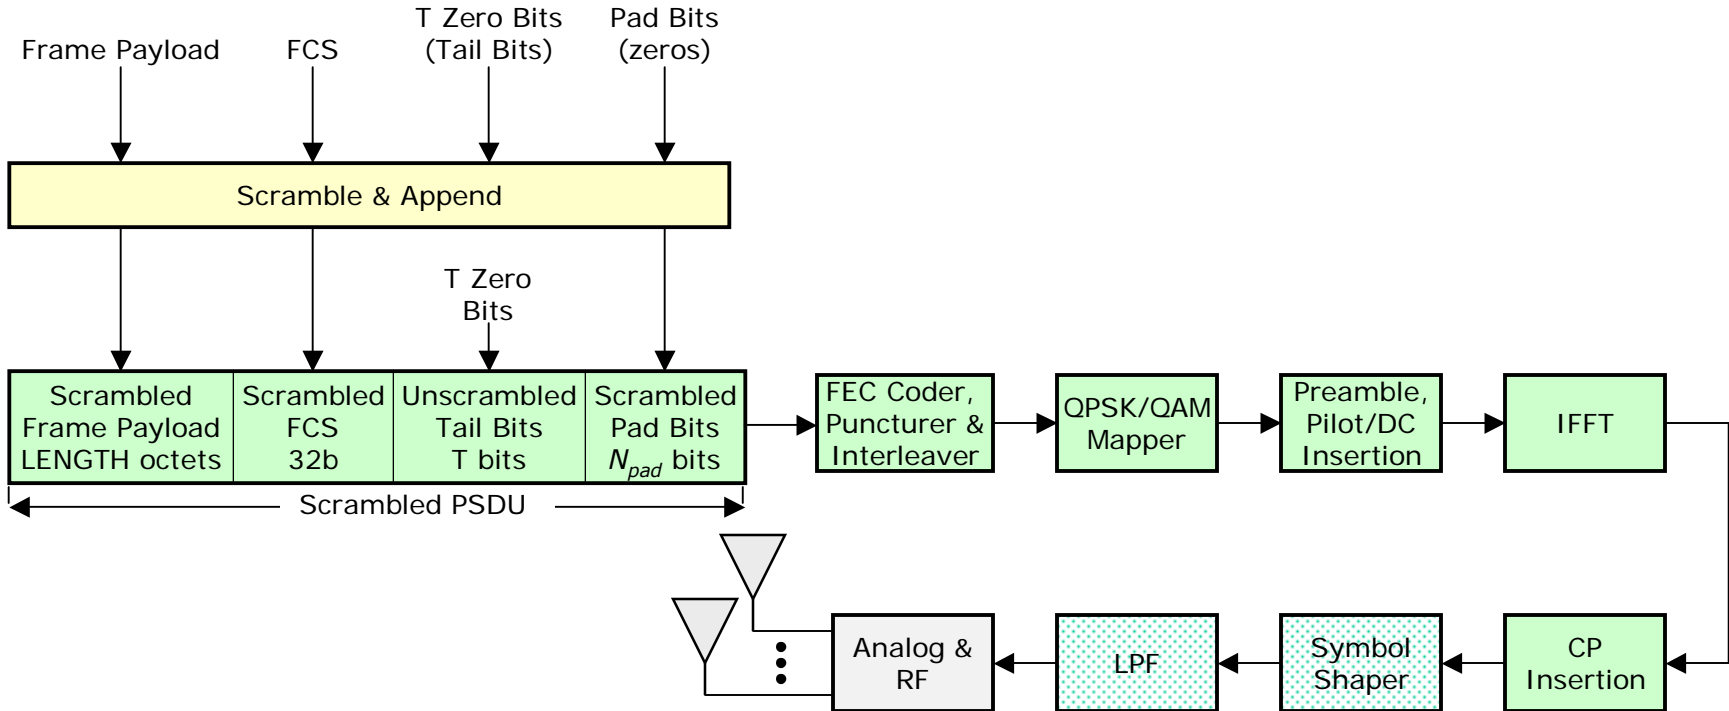 Frame Payload
FCS
T Zero Bits
(Tail Bits)
Pad Bits
(zeros)
Scramble & Append
T Zero
Bits
Scrambled
Frame Payload
LENGTH octets
Scrambled
FCS
32b
Unscrambled
Tail Bits
T bits
Scrambled
Pad Bits
N_pad bits
Scrambled PSDU
FEC Coder,
Puncturer &
Interleaver
QPSK/QAM
Mapper
Preamble,
Pilot/DC
Insertion
IFFT
Analog &
RF
LPF
Symbol
Shaper
CP
Insertion